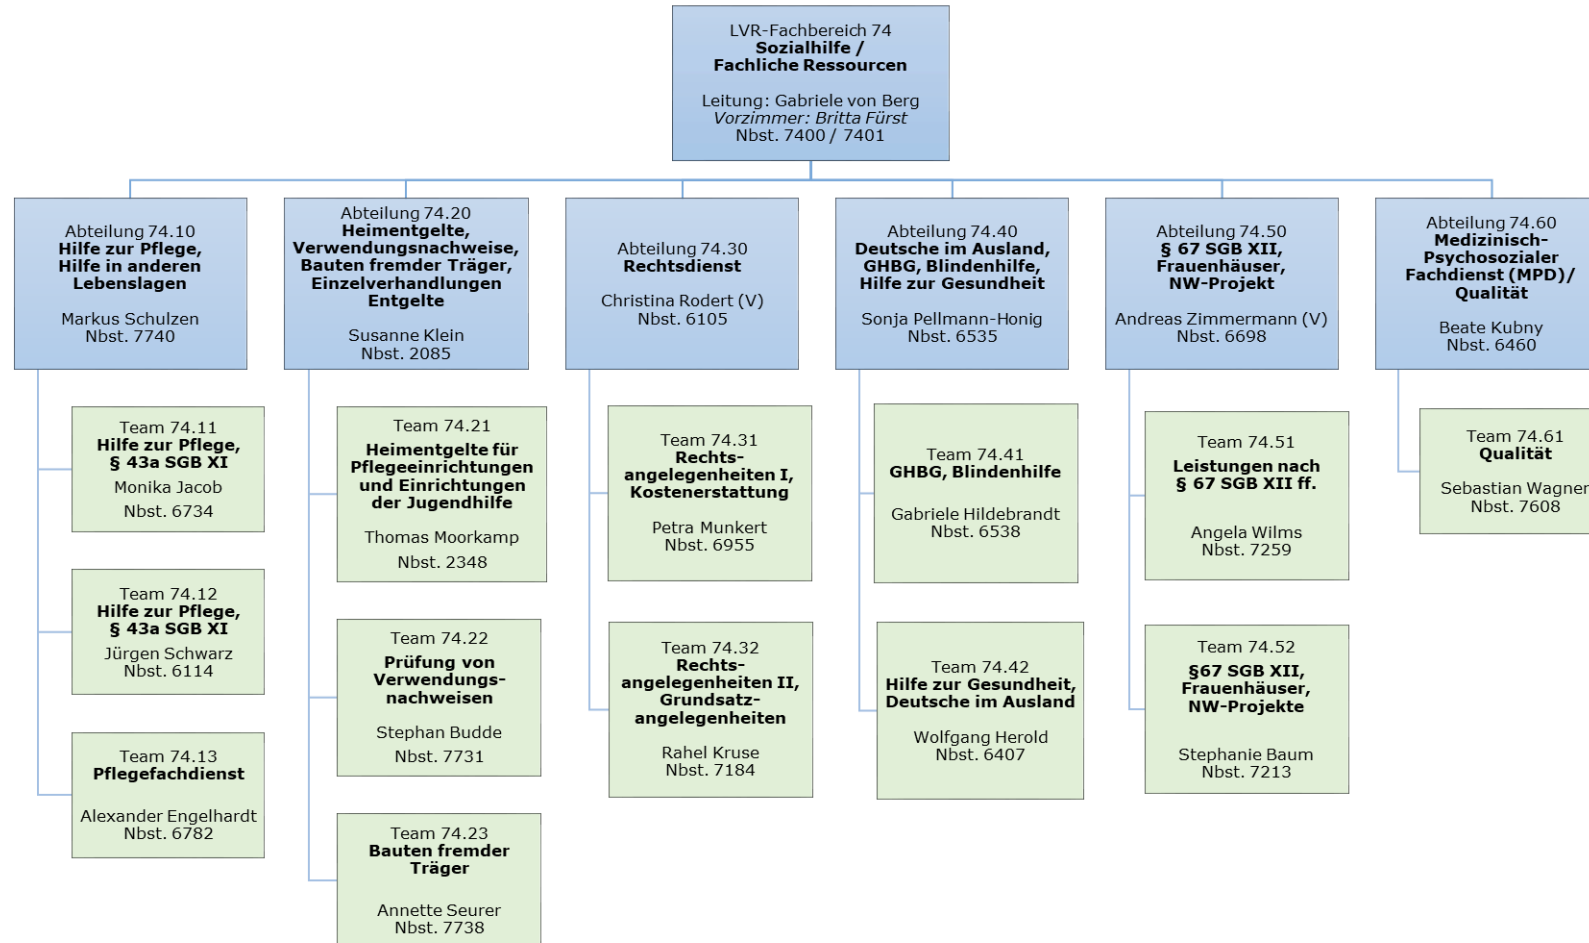 LVR-Fachbereich 74
Sozialhilfe /
Fachliche Ressourcen
Leitung: Gabriele von Berg
Vorzimmer: Britta Fürst
Nbst. 7400 / 7401
Abteilung 74.10
Hilfe zur Pflege,
Hilfe in anderen
Lebenslagen
Markus Schulzen
Nbst. 7740
Abteilung 74.20
Heimentgelte,
Verwendungsnachweise,
Bauten fremder Träger,
Einzelverhandlungen
Entgelte
Susanne Klein
Nbst. 2085
Abteilung 74.30
Rechtsdienst
Christina Rodert (V)
Nbst. 6105
Abteilung 74.40
Deutsche im Ausland,
GHBG, Blindenhilfe,
Hilfe zur Gesundheit
Sonja Pellmann-Honig
Nbst. 6535
Abteilung 74.50
§ 67 SGB XII,
Frauenhäuser,
NW-Projekt
Andreas Zimmermann (V)
Nbst. 6698
Abteilung 74.60
Medizinisch-
Psychosozialer
Fachdienst (MPD)/
Qualität
Beate Kubny
Nbst. 6460
Team 74.11
Hilfe zur Pflege,
§ 43a SGB XI
Monika Jacob
Nbst. 6734
Team 74.12
Hilfe zur Pflege,
§ 43a SGB XI
Jürgen Schwarz
Nbst. 6114
Team 74.13
Pflegefachdienst
Alexander Engelhardt
Nbst. 6782
Team 74.21
Heimentgelte für
Pflegeeinrichtungen
und Einrichtungen
der Jugendhilfe
Thomas Moorkamp
Nbst. 2348
Team 74.22
Prüfung von
Verwendungs-
nachweisen
Stephan Budde
Nbst. 7731
Team 74.23
Bauten fremder
Träger
Annette Seurer
Nbst. 7738
Team 74.31
Rechts-
angelegenheiten I,
Kostenerstattung
Petra Munkert
Nbst. 6955
Team 74.32
Rechts-
angelegenheiten II,
Grundsatz-
angelegenheiten
Rahel Kruse
Nbst. 7184
Team 74.41
GHBG, Blindenhilfe
Gabriele Hildebrandt
Nbst. 6538
Team 74.42
Hilfe zur Gesundheit,
Deutsche im Ausland
Wolfgang Herold
Nbst. 6407
Team 74.51
Leistungen nach
§ 67 SGB XII ff.
Angela Wilms
Nbst. 7259
Team 74.52
§67 SGB XII,
Frauenhäuser,
NW-Projekte
Stephanie Baum
Nbst. 7213
Team 74.61
Qualität
Sebastian Wagner
Nbst. 7608